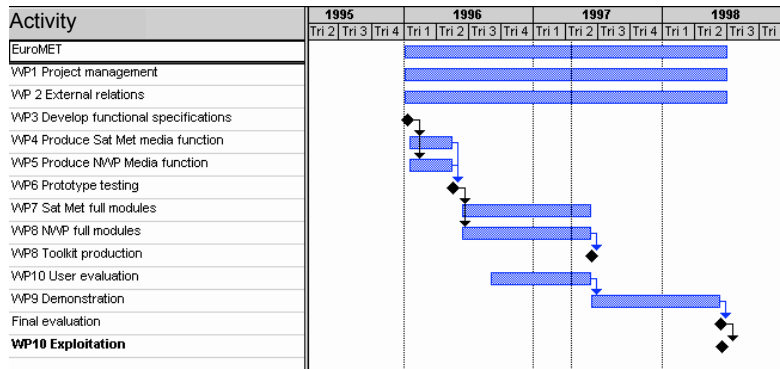 Activity
1995 1996 1997 1998
Tri 2 Tri 3 Tri 4 Tri 1 Tri 2 Tri 3 Tri 4 Tri 1 Tri 2 Tri 3 Tri 4 Tri 1 Tri 2 Tri 3 Tri
EuroMET
WP1 Project management
WP 2 External relations
WP3 Develop functional specifications
WP4 Produce Sat Met media function
WP5 Produce NWP Media function
WP6 Prototype testing
WP7 Sat Met full modules
WP8 NWP full modules
WP8 Toolkit production
WP10 User evaluation
WP9 Demonstration
Final evaluation
WP10 Exploitation